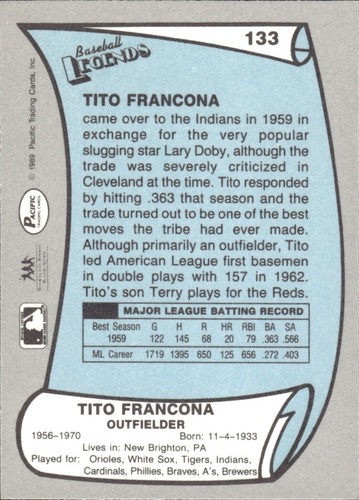 133
Baseball
LEGENDS
© 1989 Pacific Trading Cards, Inc.
PACIFIC
TRADING CARDS
TITO FRANCONA
came over to the Indians in 1959 in
exchange for the very popular
slugging star Lary Doby, although the
trade was severely criticized in
Cleveland at the time. Tito responded
by hitting .363 that season and the
trade turned out to be one of the best
moves the tribe had ever made.
Although primarily an outfielder, Tito
led American League first basemen
in double plays with 157 in 1962.
Tito's son Terry plays for the Reds.
MAJOR LEAGUE BATTING RECORD
Best Season G H R HR RBI BA SA
1959 122 145 68 20 79 .363 .566
ML Career 1719 1395 650 125 656 .272 .403
TITO FRANCONA
OUTFIELDER
1956–1970 Born: 11-4-1933
Lives in: New Brighton, PA
Played for: Orioles, White Sox, Tigers, Indians,
Cardinals, Phillies, Braves, A's, Brewers